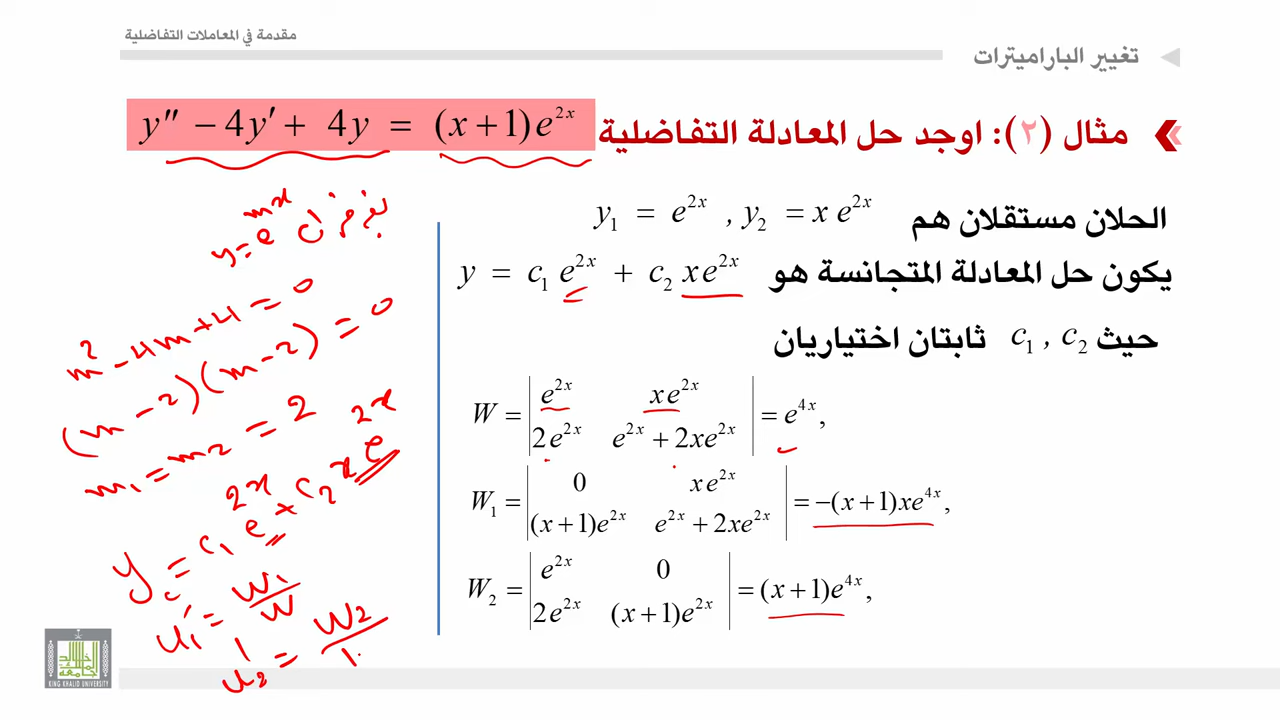 مقدمة في المعاملات التفاضلية
تغيير الباراميترات
مثال (٢): اوجد حل المعادلة التفاضلية y″ − 4y′ + 4y = (x + 1)e^{2x}
الحلان مستقلان هم y₁ = e^{2x} , y₂ = x e^{2x}
يكون حل المعادلة المتجانسة هو y = c₁ e^{2x} + c₂ xe^{2x}
حيث c₁ , c₂ ثابتان اختياريان
W = | e^{2x} xe^{2x} |
| 2e^{2x} e^{2x} + 2xe^{2x} | = e^{4x},
W₁ = | 0 xe^{2x} |
| (x + 1)e^{2x} e^{2x} + 2xe^{2x} | = −(x + 1)xe^{4x},
W₂ = | e^{2x} 0 |
| 2e^{2x} (x + 1)e^{2x} | = (x + 1)e^{4x},
بفرض ان y = e^{mx}
m² − 4m + 4 = 0
(m − 2)(m − 2) = 0
m₁ = m₂ = 2
y_c = c₁ e^{2x} + c₂ x e^{2x}
u₁′ = W₁/W
u₂′ = W₂/
KING KHALID UNIVERSITY